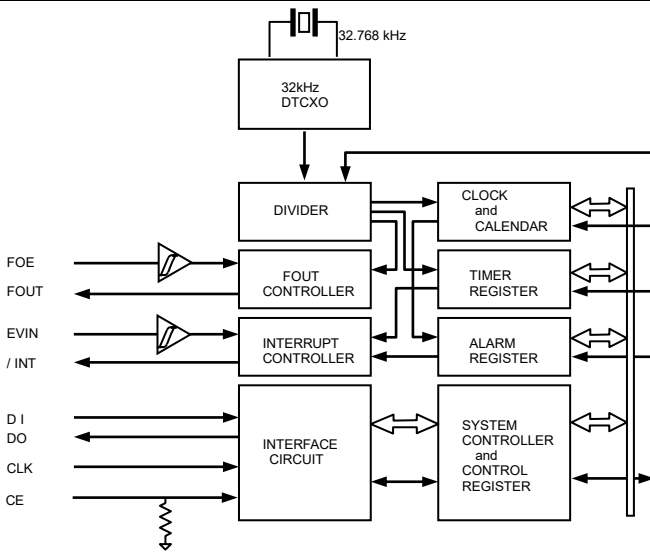 32.768 kHz
32kHz
DTCXO
DIVIDER
CLOCK
and
CALENDAR
FOE
FOUT
FOUT
CONTROLLER
TIMER
REGISTER
EVIN
/ INT
INTERRUPT
CONTROLLER
ALARM
REGISTER
D I
DO
CLK
CE
INTERFACE
CIRCUIT
SYSTEM
CONTROLLER
and
CONTROL
REGISTER